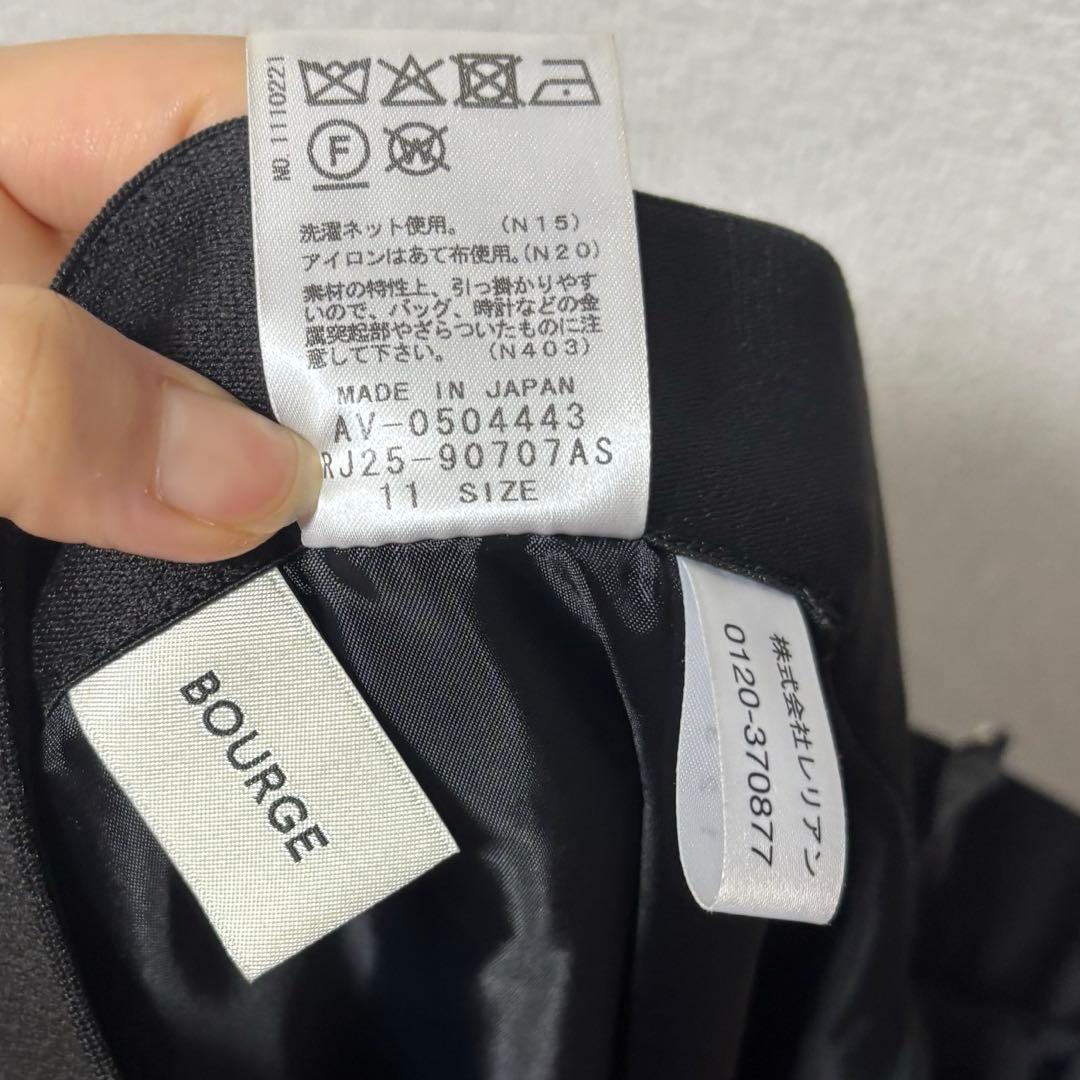 NO 1110221
F W
洗濯ネット使用。 (N15)
アイロンはあて布使用。(N20)
素材の特性上、引っ掛かりやす
いので、バッグ、時計などの金
属突起部やざらついたものに注
意して下さい。 (N403)
MADE IN JAPAN
AV-0504443
RJ25-90707AS
11 SIZE
BOURGE
株式会社レリアン
0120-370877